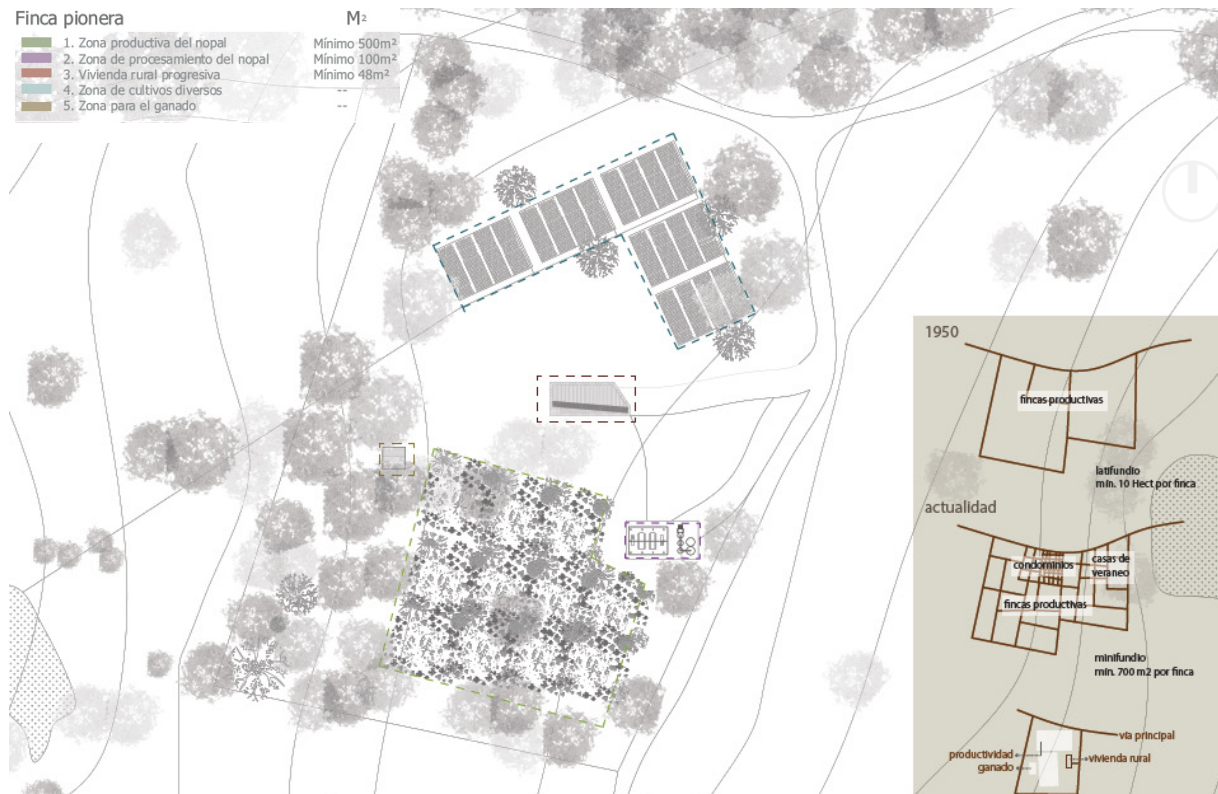 Finca pionera M²
1. Zona productiva del nopal Mínimo 500m²
2. Zona de procesamiento del nopal Mínimo 100m²
3. Vivienda rural progresiva Mínimo 48m²
4. Zona de cultivos diversos --
5. Zona para el ganado --
1950
fincas productivas
latifundio
min. 10 Hect por finca
actualidad
condominios
casas de
veraneo
fincas productivas
minifundio
min. 700 m2 por finca
via principal
productividad
ganado
vivienda rural